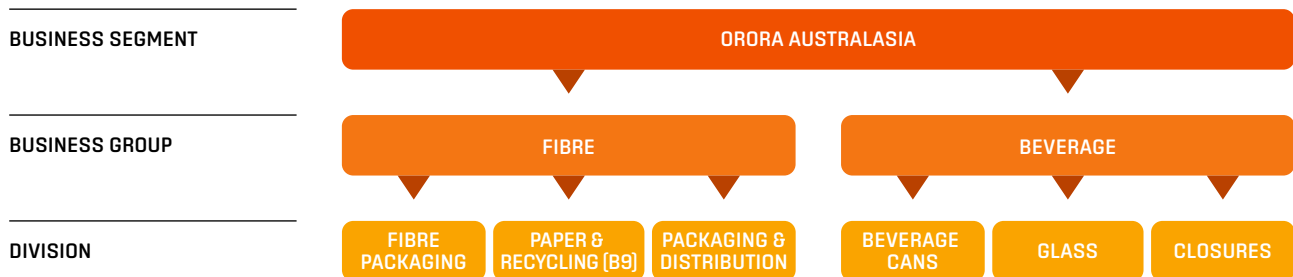 BUSINESS SEGMENT
ORORA AUSTRALASIA
BUSINESS GROUP
FIBRE
BEVERAGE
DIVISION
FIBRE
PACKAGING
PAPER &
RECYCLING (B9)
PACKAGING &
DISTRIBUTION
BEVERAGE
CANS
GLASS
CLOSURES